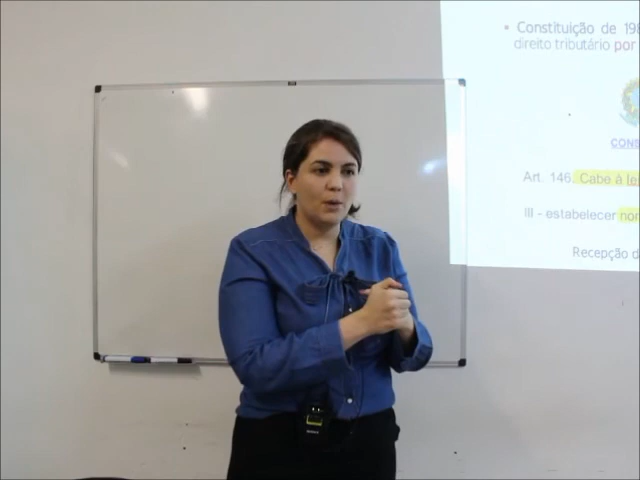 ▪ Constituição de 198
direito tributário por
CONS
Art. 146. Cabe à le
III - estabelecer nor
Recepção d